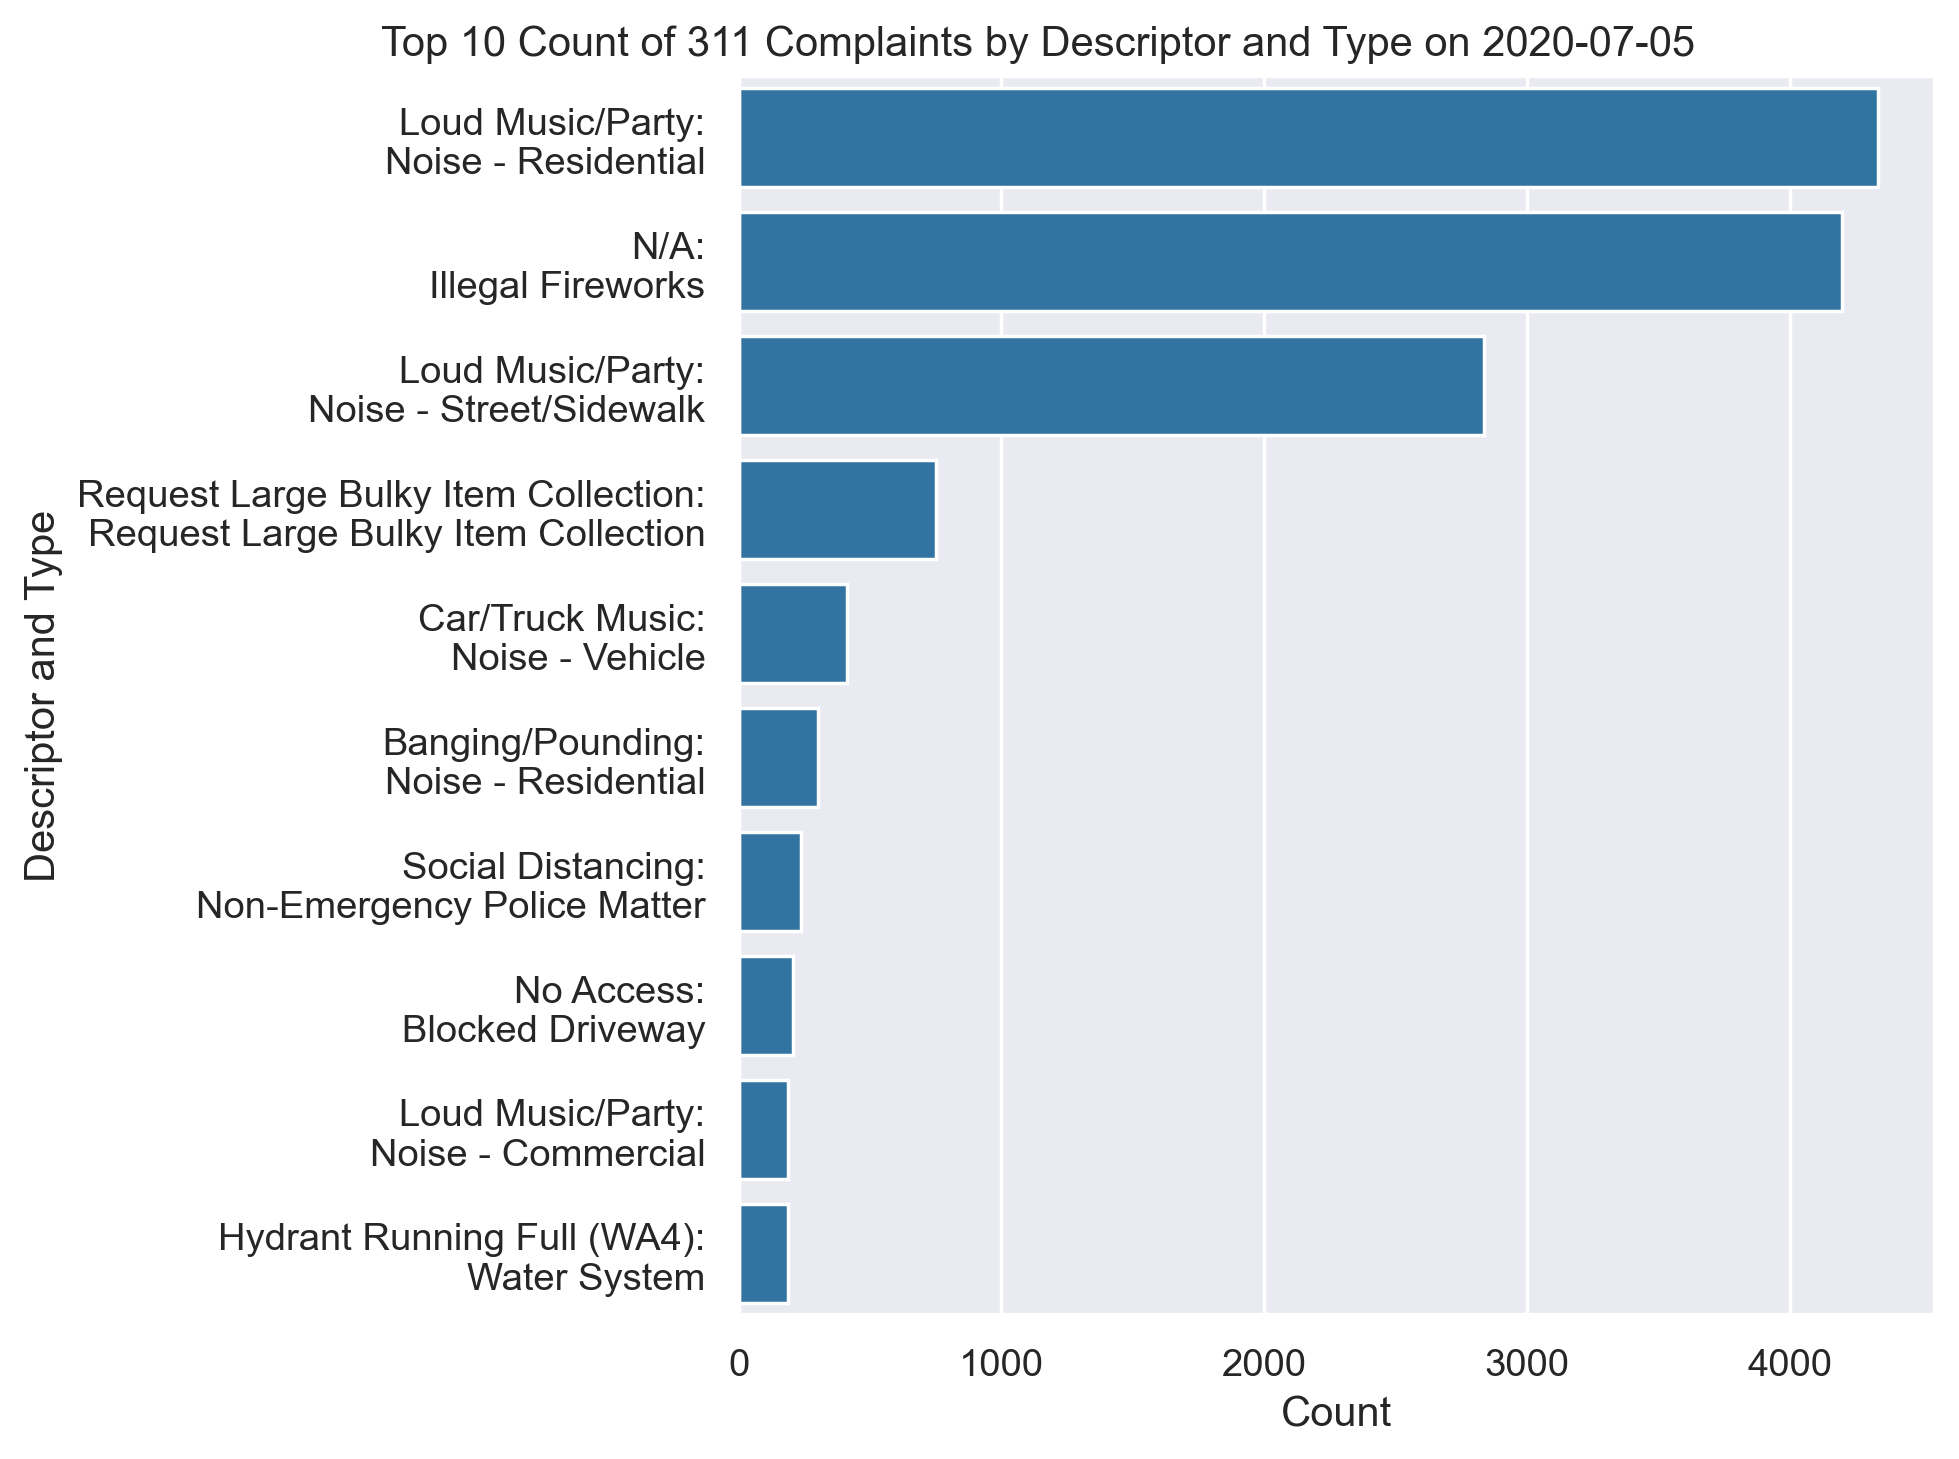 Top 10 Count of 311 Complaints by Descriptor and Type on 2020-07-05
Descriptor and Type
Loud Music/Party:
Noise - Residential
N/A:
Illegal Fireworks
Loud Music/Party:
Noise - Street/Sidewalk
Request Large Bulky Item Collection:
Request Large Bulky Item Collection
Car/Truck Music:
Noise - Vehicle
Banging/Pounding:
Noise - Residential
Social Distancing:
Non-Emergency Police Matter
No Access:
Blocked Driveway
Loud Music/Party:
Noise - Commercial
Hydrant Running Full (WA4):
Water System
0 1000 2000 3000 4000
Count